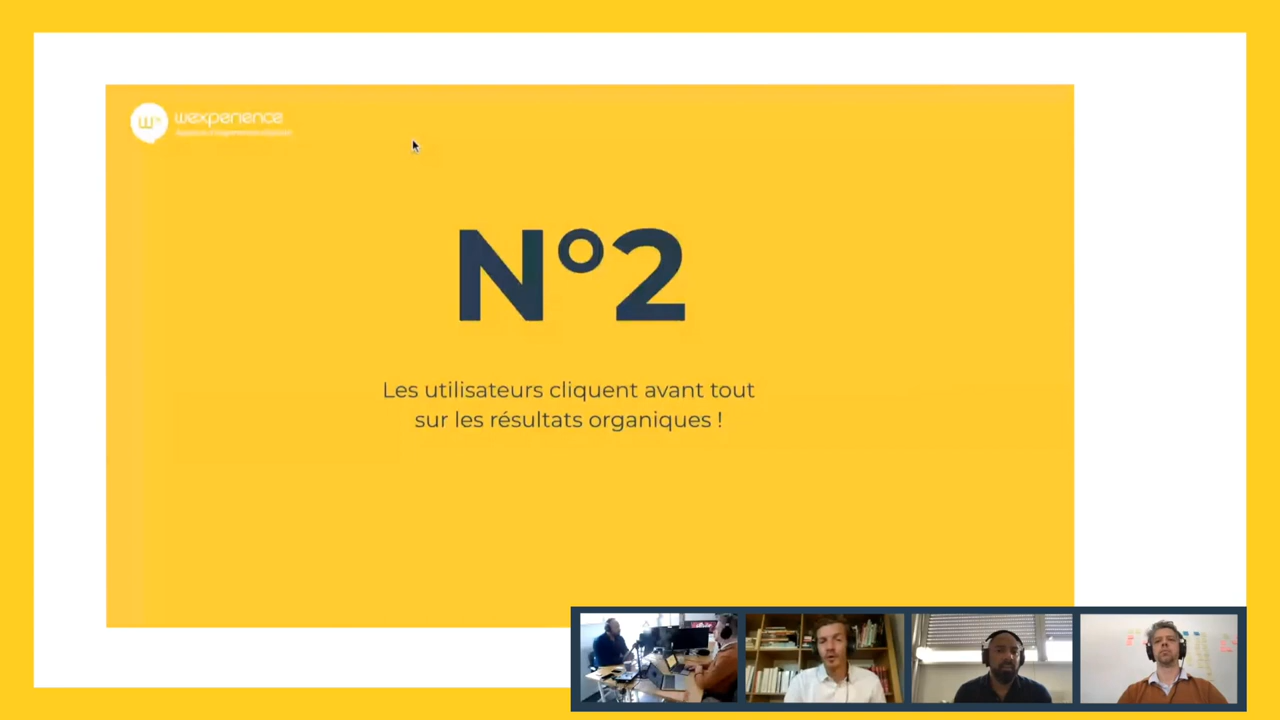 wexperience
N°2
Les utilisateurs cliquent avant tout
sur les résultats organiques !